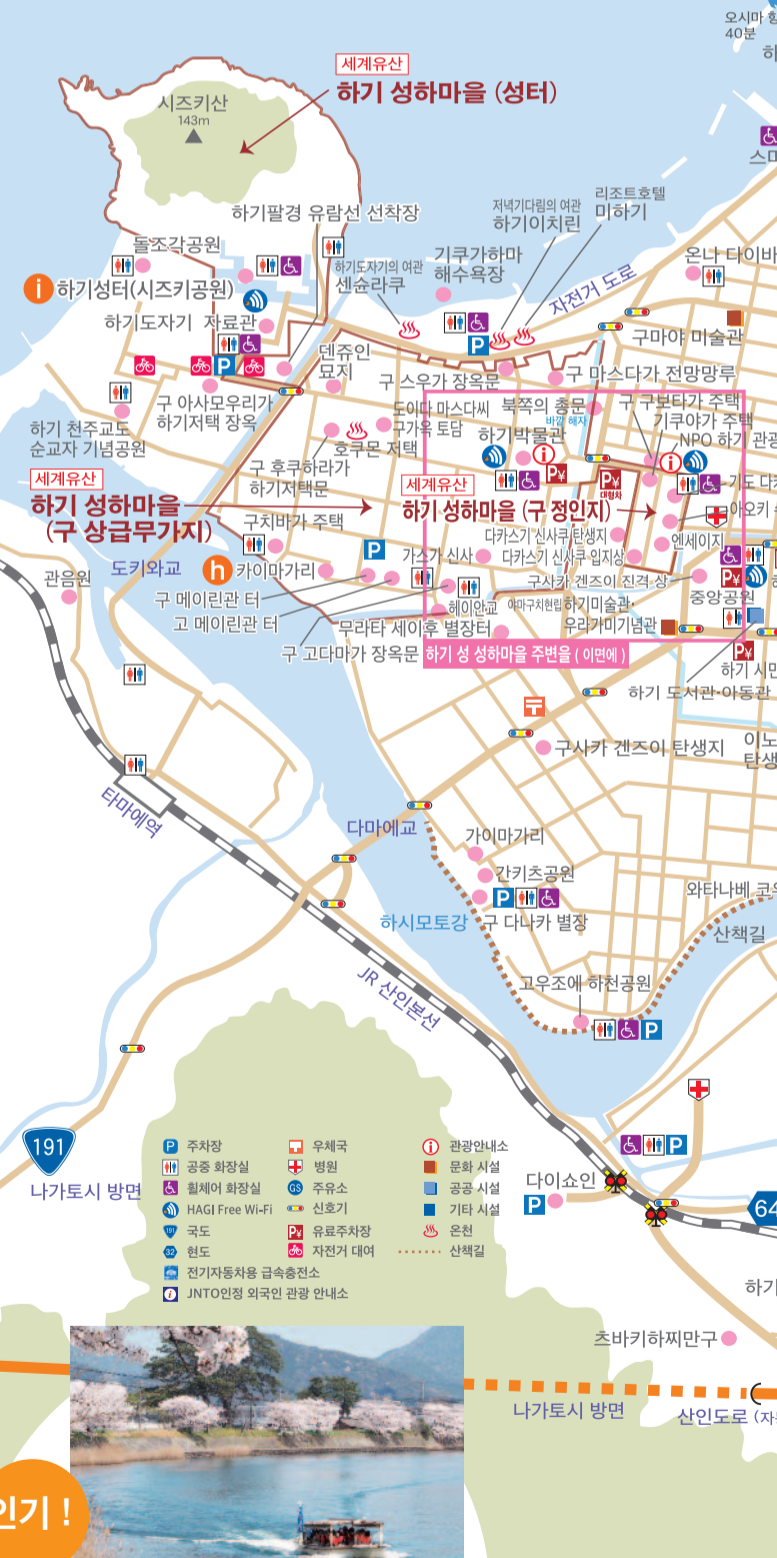 오시마 항
40분
하
세계유산
하기 성하마을 (성터)
시즈키산
143m
스미
하기팔경 유람선 선착장
저녁기다림의 여관
하기이치린
리조트호텔
미하기
돌조각공원
하기도자기의 여관
센슌라쿠
기쿠가하마
해수욕장
온나 다이바
자전거 도로
i 하기성터(시즈키공원)
하기도자기 자료관
구마야 미술관
덴쥬인
묘지
구 스우가 장옥문
구 마스다가 전망망루
구 아사모우리가
하기저택 장옥
도이다 마스다씨
구가옥 토담
북쪽의 총문
바깥 해자
구 구보타가 주택
기쿠야가 주택
하기 천주교도
순교자 기념공원
호쿠몬 저택
하기박물관
NPO 하기 관광
구 후쿠하라가
하기저택문
세계유산
하기 성하마을
(구 상급무가지)
세계유산
하기 성하마을 (구 정인지)
대형차
기도 다카
아오키
구치바가 주택
다카스기 신사쿠 탄생지
엔세이지
가스가 신사
다카스기 신사쿠 입지상
도키와교
h 카이마가리
관음원
구사카 겐즈이 진격 상
중앙공원
구 메이린관 터
고 메이린관 터
헤이안교
야마구치현립 하기미술관·
우라가미기념관
무라타 세이후 별장터
구 고다마가 장옥문
하기 성 성하마을 주변을 ( 이면에 )
하기 시민
하기 도서관·아동관
구사카 겐즈이 탄생지
이노
탄생
타마에역
다마에교
가이마가리
간키츠공원
와타나베 코우
하시모토강
구 다나카 별장
산책길
JR 산인본선
고우조에 하천공원
191
나가토시 방면
P 주차장
우체국
관광안내소
공중 화장실
병원
문화 시설
휠체어 화장실
GS 주유소
공공 시설
HAGI Free Wi-Fi
신호기
기타 시설
191 국도
P¥ 유료주차장
온천
32 현도
자전거 대여
산책길
전기자동차용 급속충전소
JNTO인정 외국인 관광 안내소
다이쇼인
64
하기
츠바키하찌만구
나가토시 방면
산인도로 (자동
인기 !